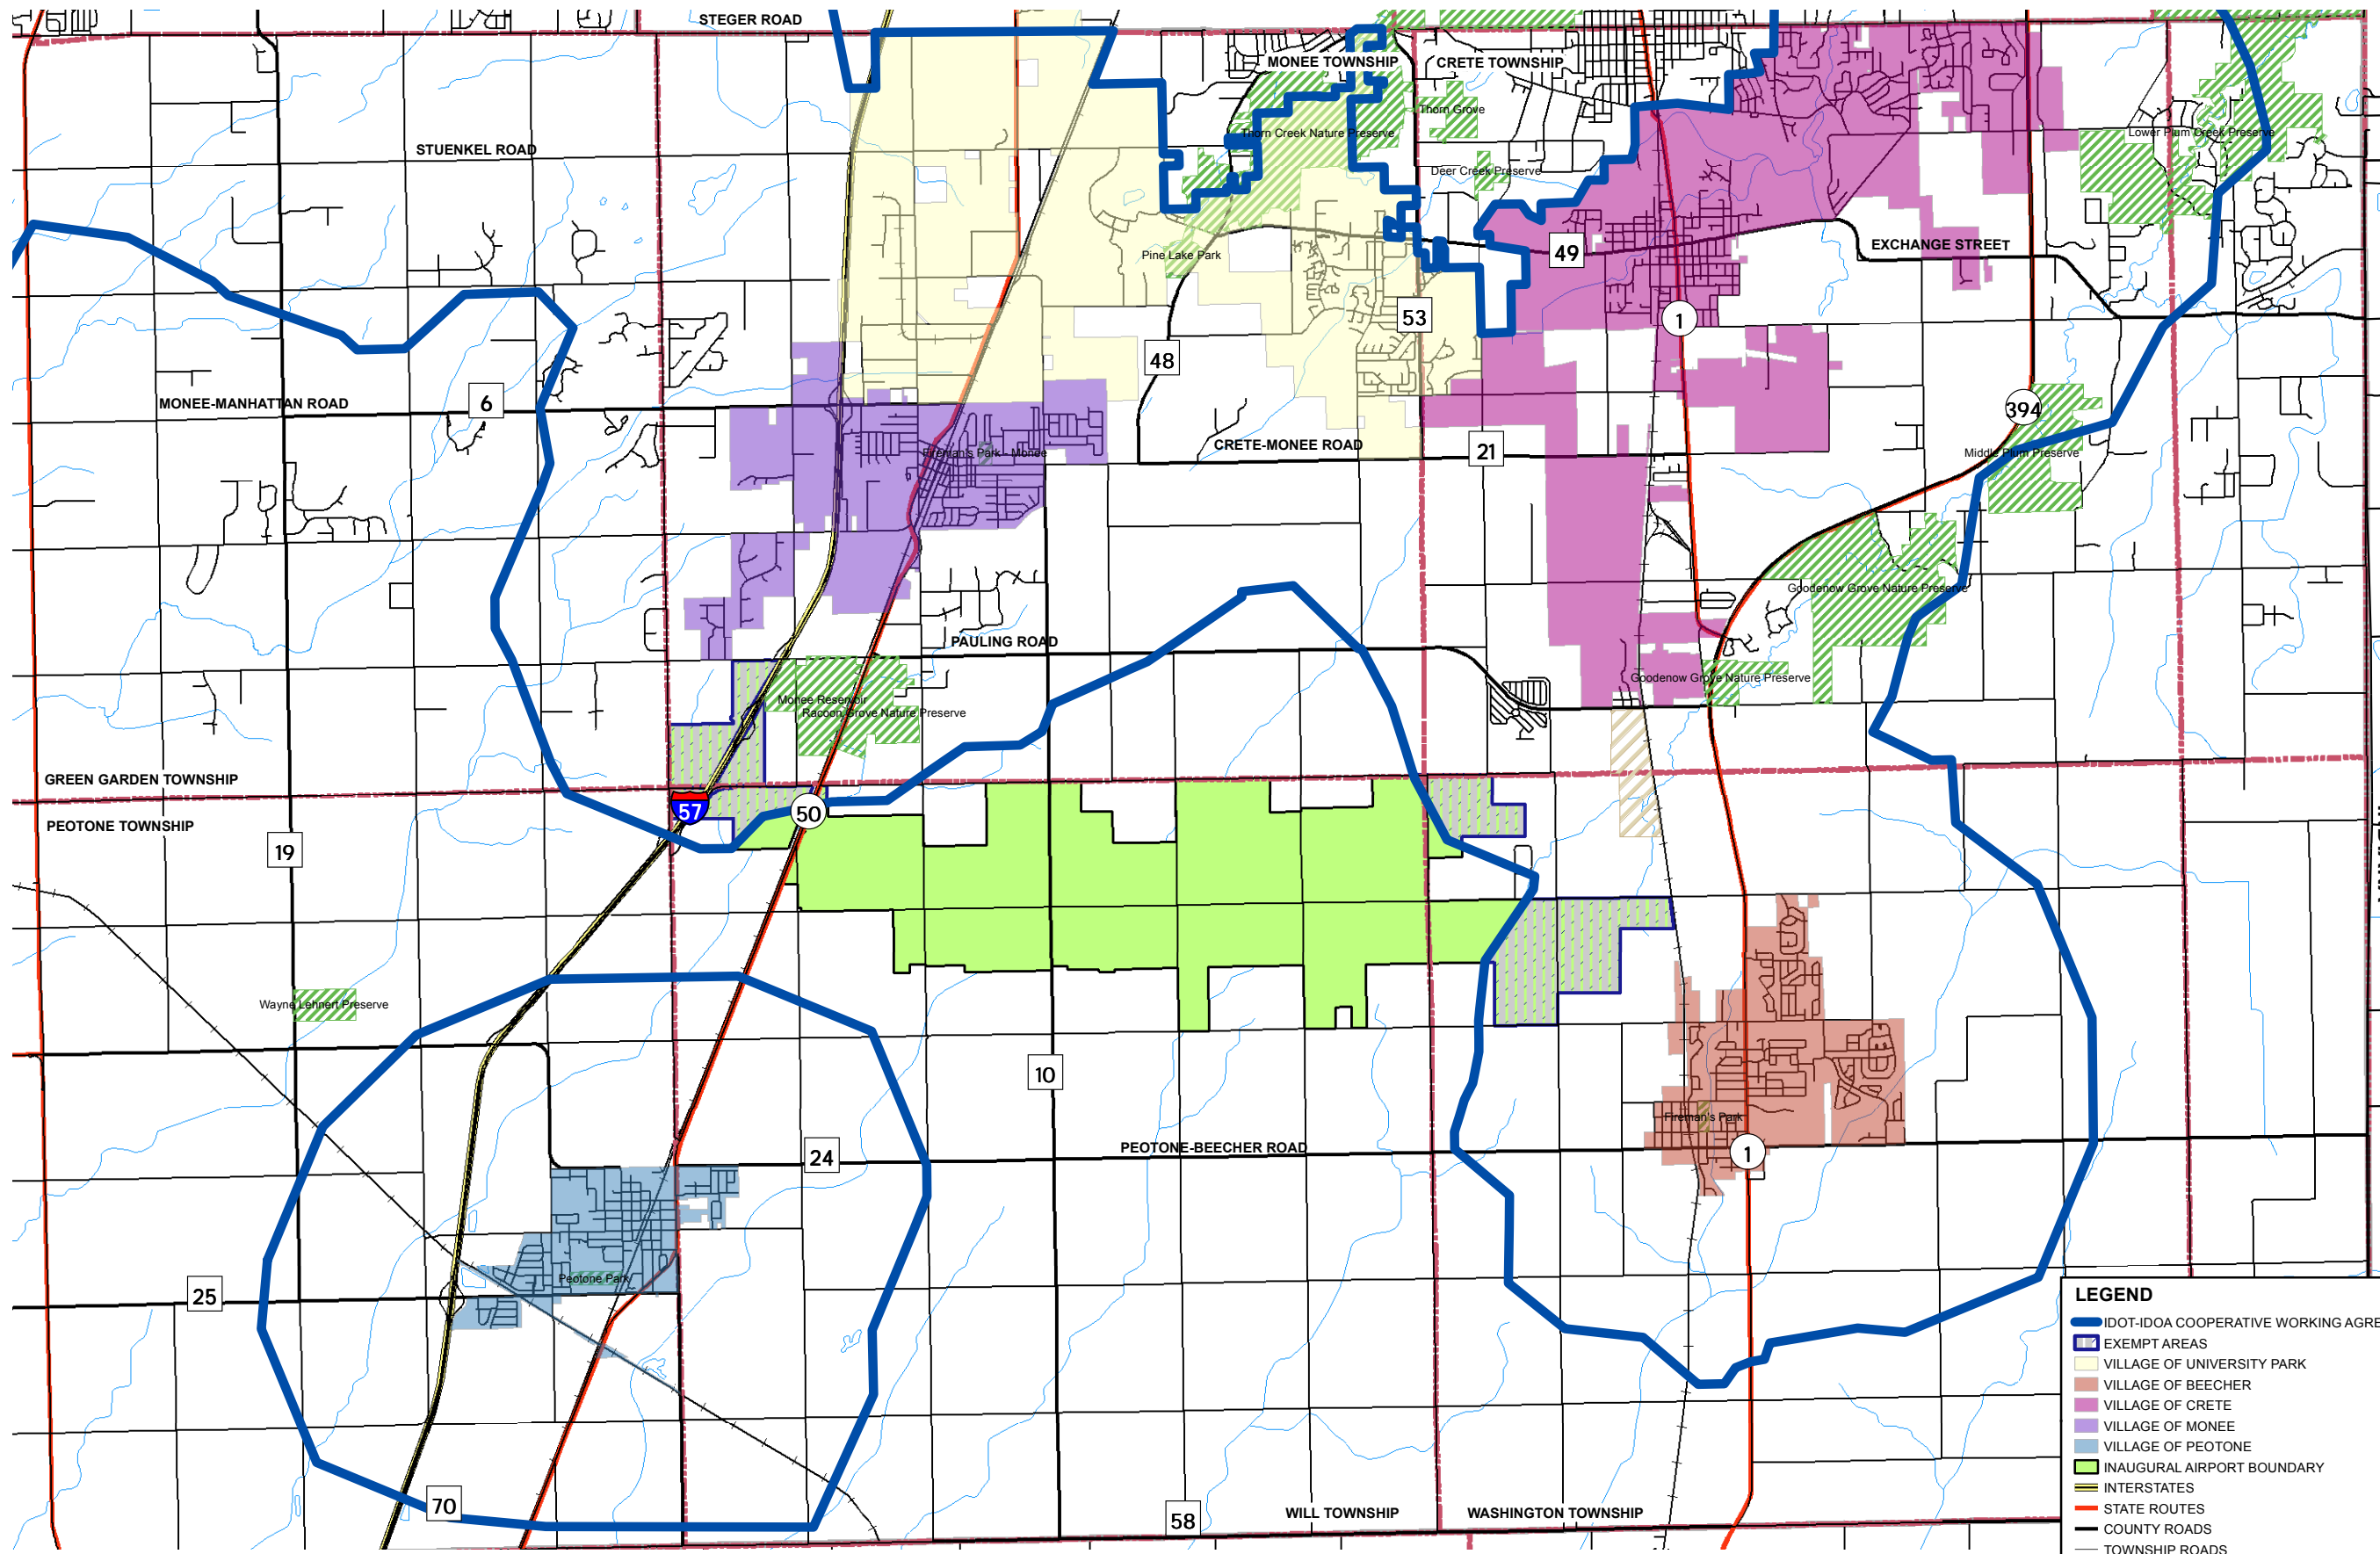 STEGER ROAD
MONEE TOWNSHIP
CRETE TOWNSHIP
Thorn Grove
Thorn Creek Nature Preserve
Lower Plum Creek Preserve
STUENKEL ROAD
Deer Creek Preserve
EXCHANGE STREET
49
Pine Lake Park
53
1
48
MONEE-MANHATTAN ROAD
6
394
CRETE-MONEE ROAD
21
Fireman's Park - Monee
Middle Plum Preserve
Goodenow Grove Nature Preserve
PAULING ROAD
Goodenow Grove Nature Preserve
Monee Reservoir
Racoon Grove Nature Preserve
GREEN GARDEN TOWNSHIP
57
50
PEOTONE TOWNSHIP
19
Wayne Lehnert Preserve
10
Fireman's Park
PEOTONE-BEECHER ROAD
24
1
Peotone Park
25
70
58
WILL TOWNSHIP
WASHINGTON TOWNSHIP
LEGEND
IDOT-IDOA COOPERATIVE WORKING AGRE
EXEMPT AREAS
VILLAGE OF UNIVERSITY PARK
VILLAGE OF BEECHER
VILLAGE OF CRETE
VILLAGE OF MONEE
VILLAGE OF PEOTONE
INAUGURAL AIRPORT BOUNDARY
INTERSTATES
STATE ROUTES
COUNTY ROADS
TOWNSHIP ROADS